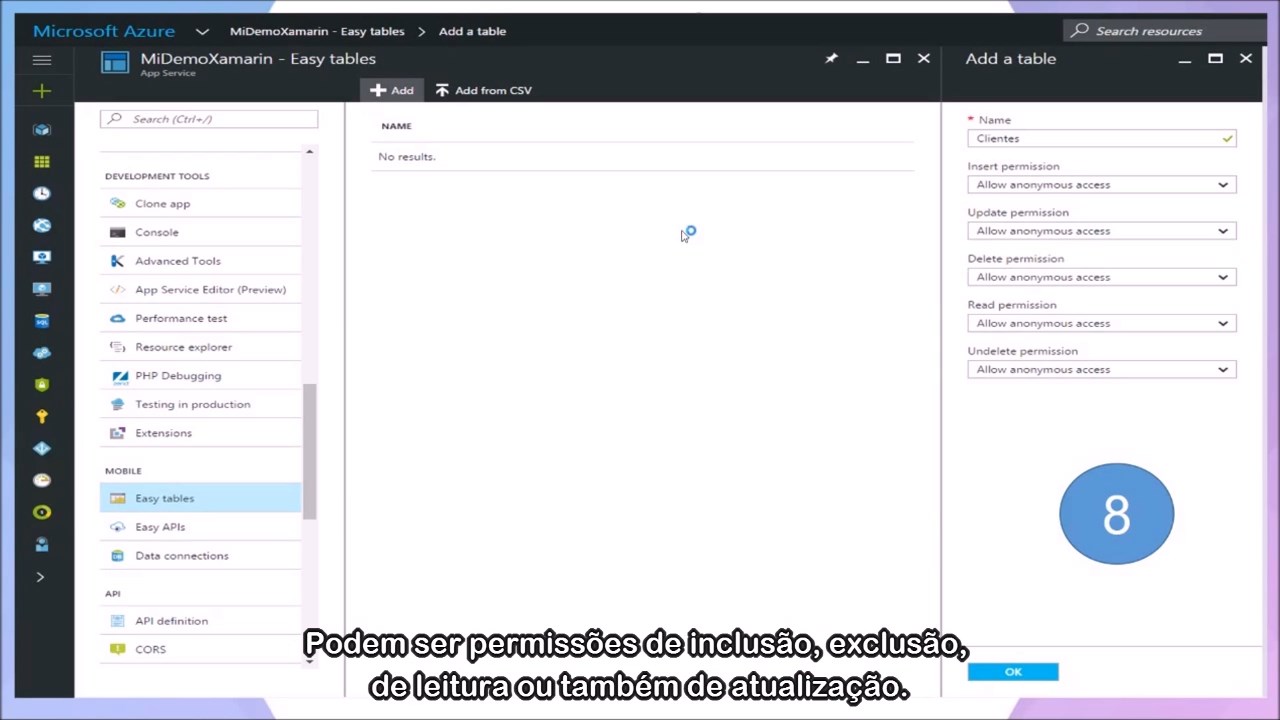 Microsoft Azure
MiDemoXamarin - Easy tables > Add a table
Search resources
MiDemoXamarin - Easy tables
App Service
Add a table
Add
Add from CSV
Search (Ctrl+/)
DEVELOPMENT TOOLS
Clone app
Console
Advanced Tools
App Service Editor (Preview)
Performance test
Resource explorer
PHP Debugging
Testing in production
Extensions
MOBILE
Easy tables
Easy APIs
Data connections
API
API definition
CORS
NAME
No results.
* Name
Clientes
Insert permission
Allow anonymous access
Update permission
Allow anonymous access
Delete permission
Allow anonymous access
Read permission
Allow anonymous access
Undelete permission
Allow anonymous access
8
OK
Podem ser permissões de inclusão, exclusão,
de leitura ou também de atualização.